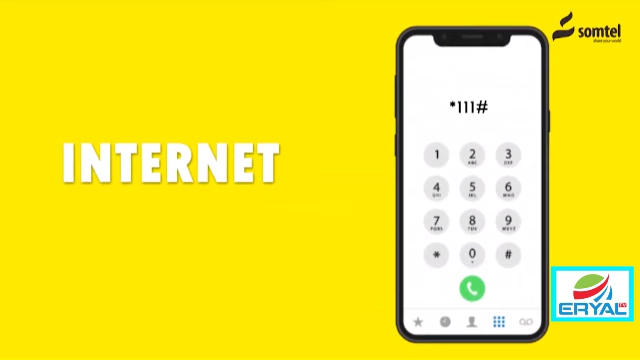 somtel
share your world
*111#
INTERNET
1
2
ABC
3
DEF
4
GHI
5
JKL
6
MNO
7
PQRS
8
TUV
9
WXYZ
*
0
+
#
ERYAL TV